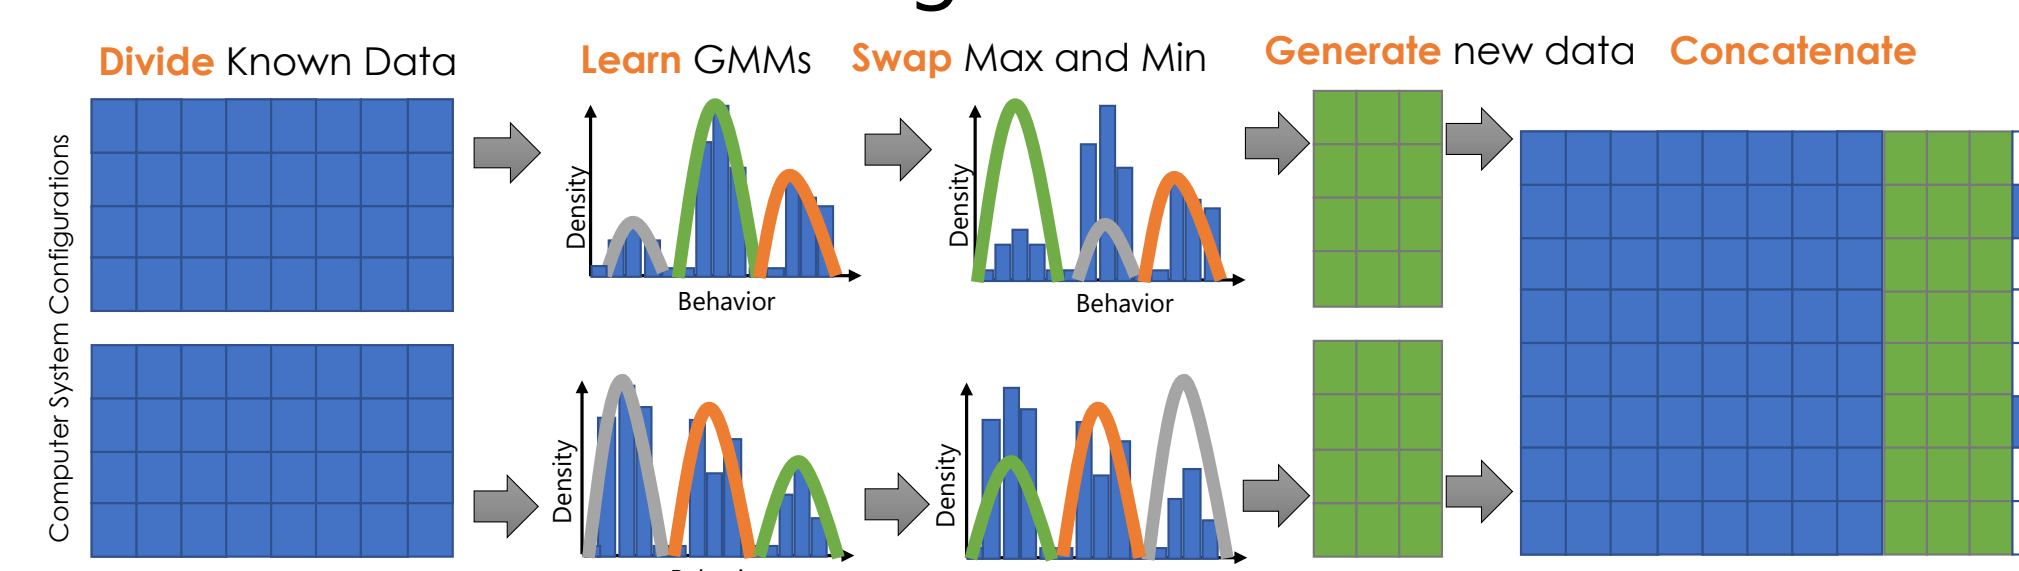 Divide Known Data
Learn GMMs
Swap Max and Min
Generate new data
Concatenate
Computer System Configurations
Density
Behavior
Density
Behavior
Density
Density